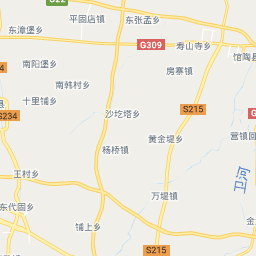 G22
平固店镇
东张孟乡
东漳堡乡
G309
寿山寺乡
馆陶县
南阳堡乡
房寨镇
南韩村乡
十里铺乡
沙圪塔乡
S215
县
S234
黄金堤乡
营镇回
杨桥镇
王村乡
卫河
万堤镇
东代固乡
铺上乡
金
S215